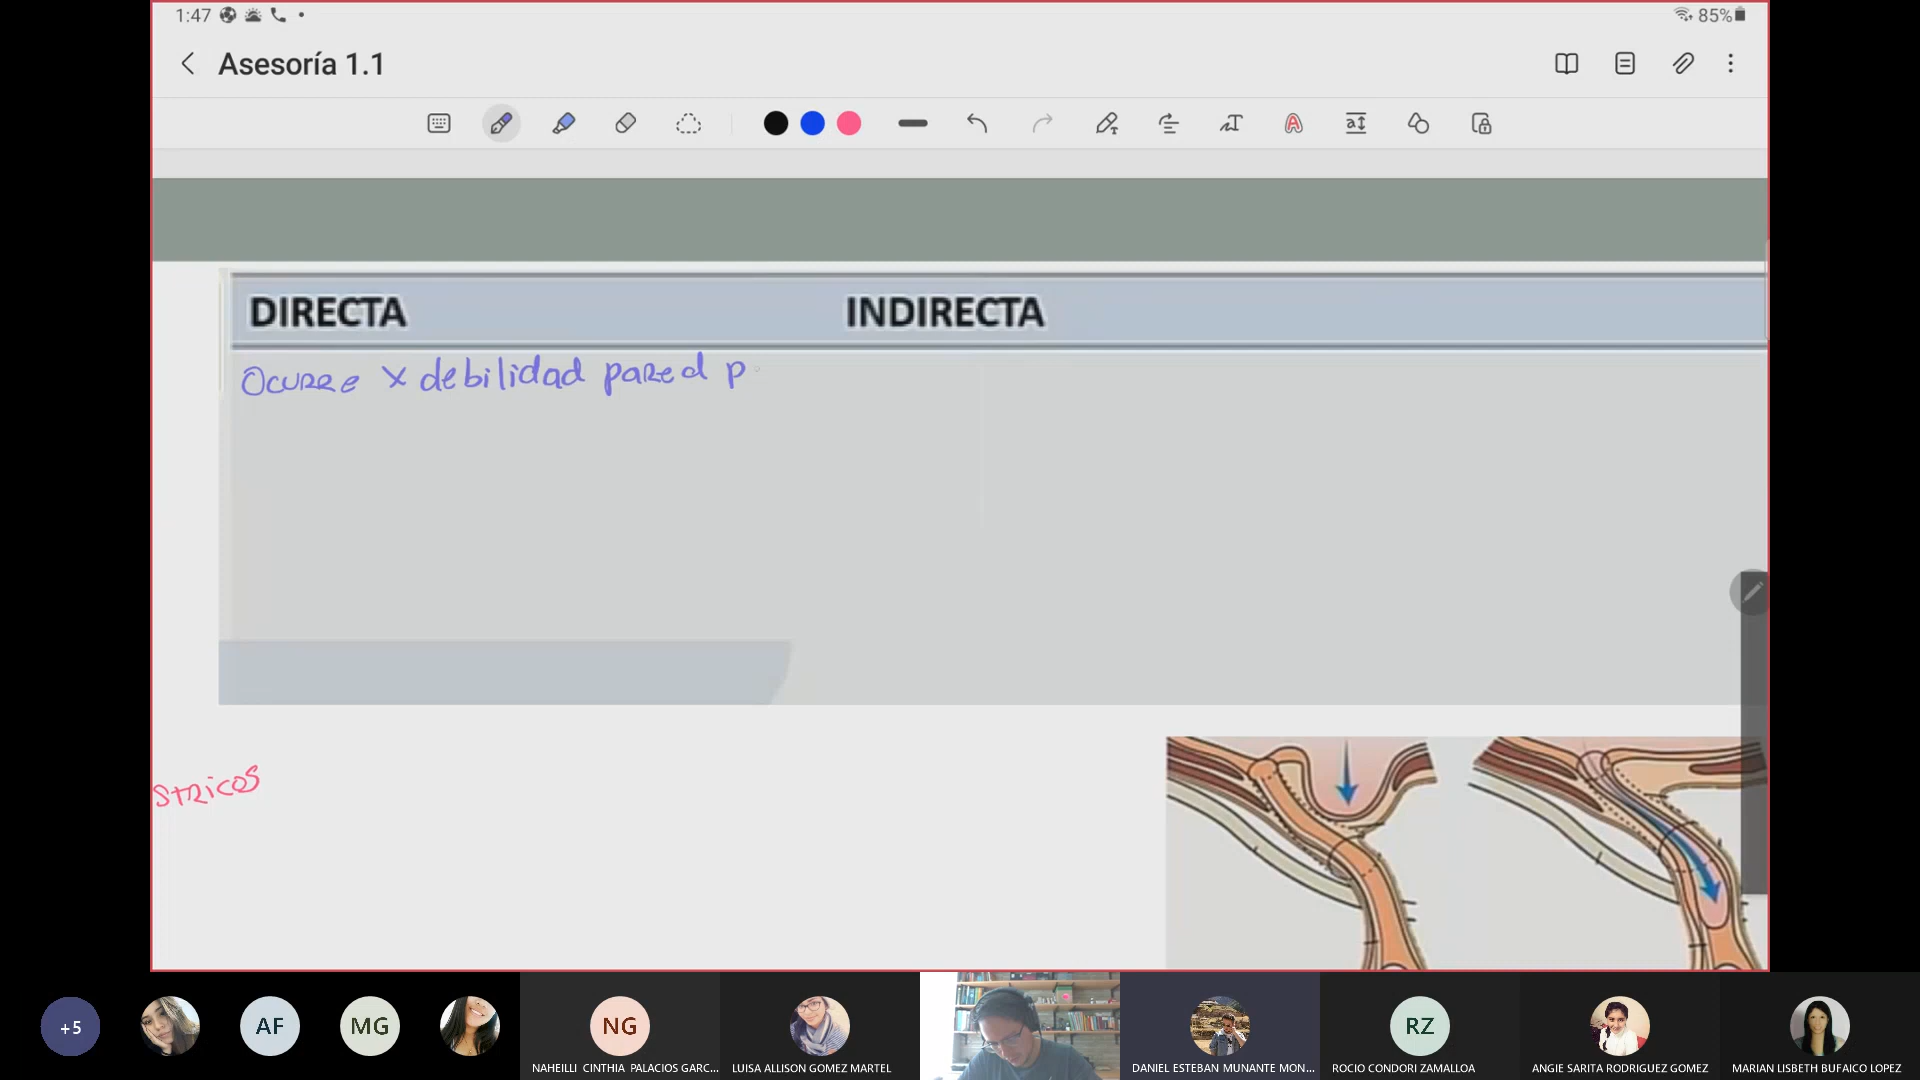 1:47
85%
Asesoría 1.1
A
DIRECTA INDIRECTA
Ocurre x debilidad pared p
stricos
+5
AF
MG
NG
NAHEILLI CINTHIA PALACIOS GARC...
LUISA ALLISON GOMEZ MARTEL
DANIEL ESTEBAN MUNANTE MON...
RZ
ROCIO CONDORI ZAMALLOA
ANGIE SARITA RODRIGUEZ GOMEZ
MARIAN LISBETH BUFAICO LOPEZ